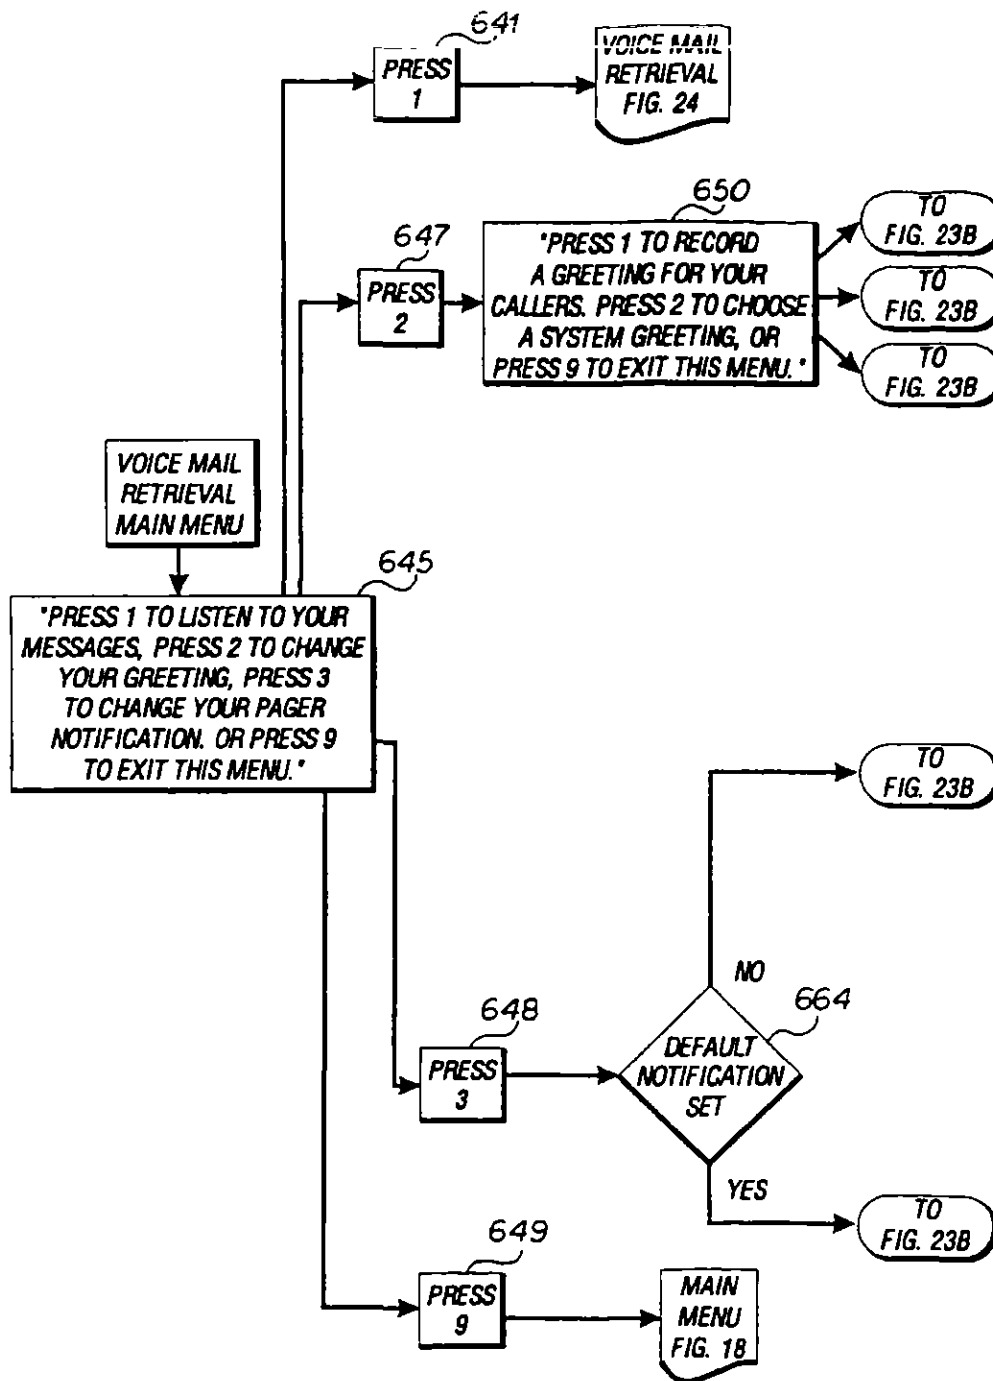 641
PRESS
1
VOICE MAIL
RETRIEVAL
FIG. 24
647
PRESS
2
650
"PRESS 1 TO RECORD
A GREETING FOR YOUR
CALLERS. PRESS 2 TO CHOOSE
A SYSTEM GREETING, OR
PRESS 9 TO EXIT THIS MENU."
TO
FIG. 23B
TO
FIG. 23B
TO
FIG. 23B
VOICE MAIL
RETRIEVAL
MAIN MENU
645
"PRESS 1 TO LISTEN TO YOUR
MESSAGES, PRESS 2 TO CHANGE
YOUR GREETING, PRESS 3
TO CHANGE YOUR PAGER
NOTIFICATION. OR PRESS 9
TO EXIT THIS MENU."
TO
FIG. 23B
NO
648
PRESS
3
664
DEFAULT
NOTIFICATION
SET
YES
TO
FIG. 23B
649
PRESS
9
MAIN
MENU
FIG. 18